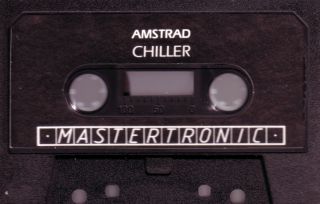 AMSTRAD
CHILLER
100 50 0
· MASTERTRONIC ·